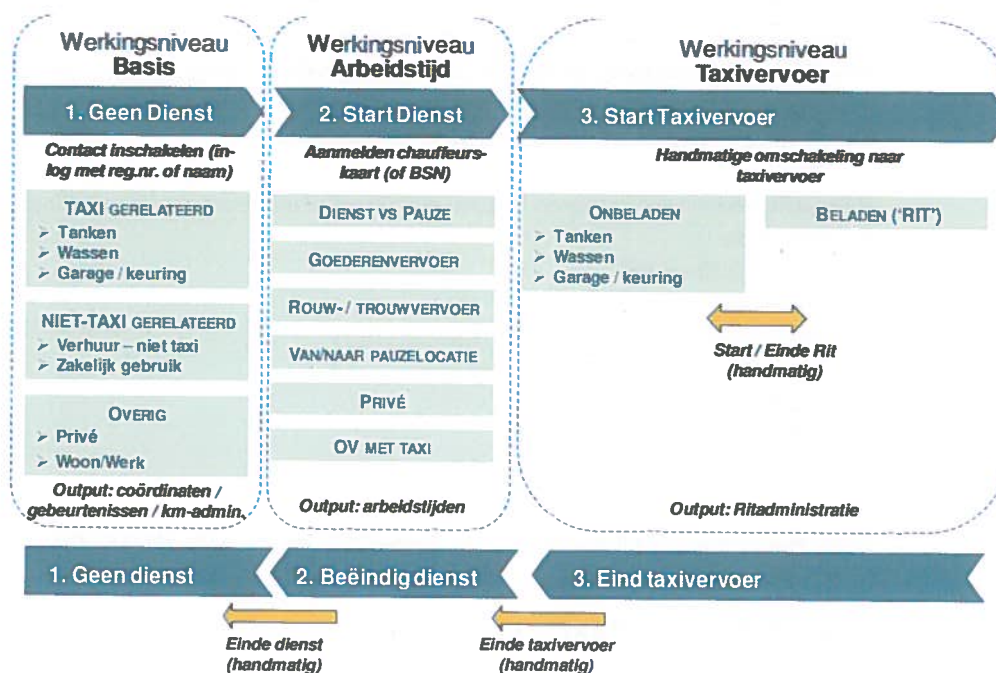 Werkingsniveau
Basis
1. Geen Dienst
Contact inschakelen (in-
log met reg.nr. of naam)
TAXI GERELATEERD
➢ Tanken
➢ Wassen
➢ Garage / keuring
NIET-TAXI GERELATEERD
➢ Verhuur – niet taxi
➢ Zakelijk gebruik
OVERIG
➢ Privé
➢ Woon/Werk
Output: coördinaten /
gebeurtenissen / km-admin.
Werkingsniveau
Arbeidstijd
2. Start Dienst
Aanmelden chauffeurs-
kaart (of BSN)
DIENST VS PAUZE
GOEDERENVERVOER
ROUW- / TROUWVERVOER
VAN/NAAR PAUZELOCATIE
PRIVÉ
OV MET TAXI
Output: arbeidstijden
Werkingsniveau
Taxivervoer
3. Start Taxivervoer
Handmatige omschakeling naar
taxivervoer
ONBELADEN
➢ Tanken
➢ Wassen
➢ Garage / keuring
BELADEN ('RIT')
Start / Einde Rit
(handmatig)
Output: Ritadministratie
1. Geen dienst
2. Beëindig dienst
3. Eind taxivervoer
Einde dienst
(handmatig)
Einde taxivervoer
(handmatig)